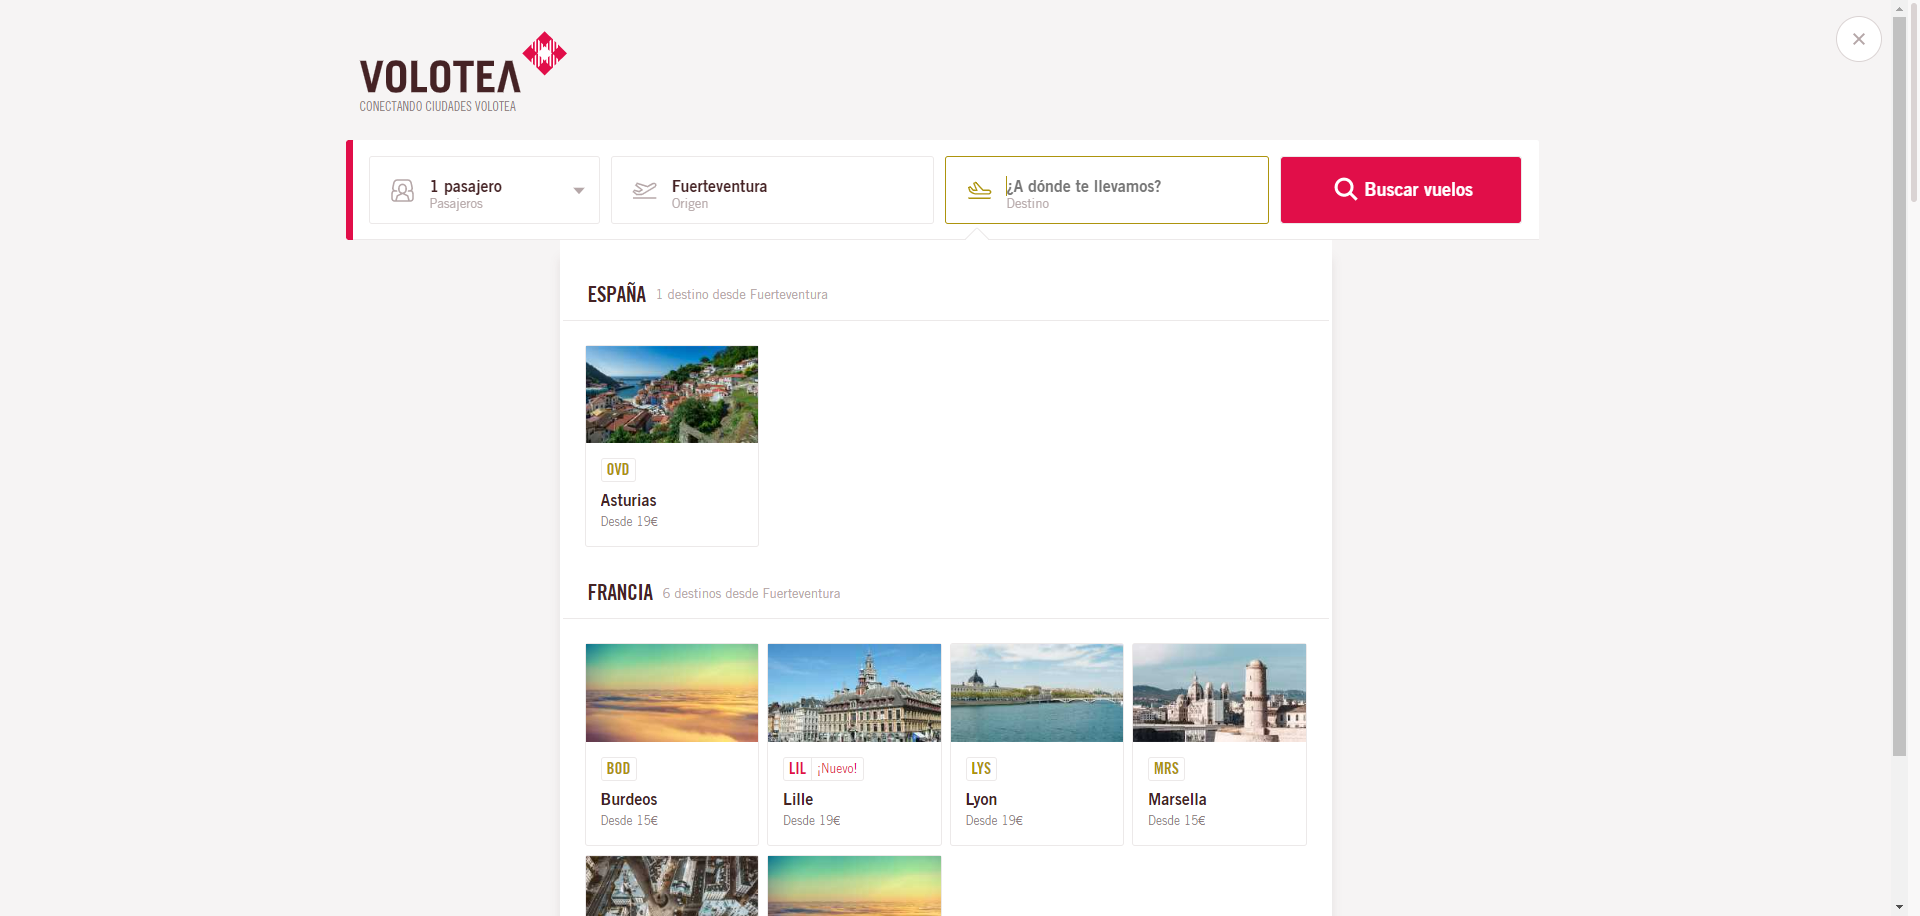 VOLOTEA
CONECTANDO CIUDADES VOLOTEA
1 pasajero
Pasajeros
Fuerteventura
Origen
¿A dónde te llevamos?
Destino
Buscar vuelos
ESPAÑA 1 destino desde Fuerteventura
OVD
Asturias
Desde 19€
FRANCIA 6 destinos desde Fuerteventura
BOD
Burdeos
Desde 15€
LIL ¡Nuevo!
Lille
Desde 19€
LYS
Lyon
Desde 19€
MRS
Marsella
Desde 15€